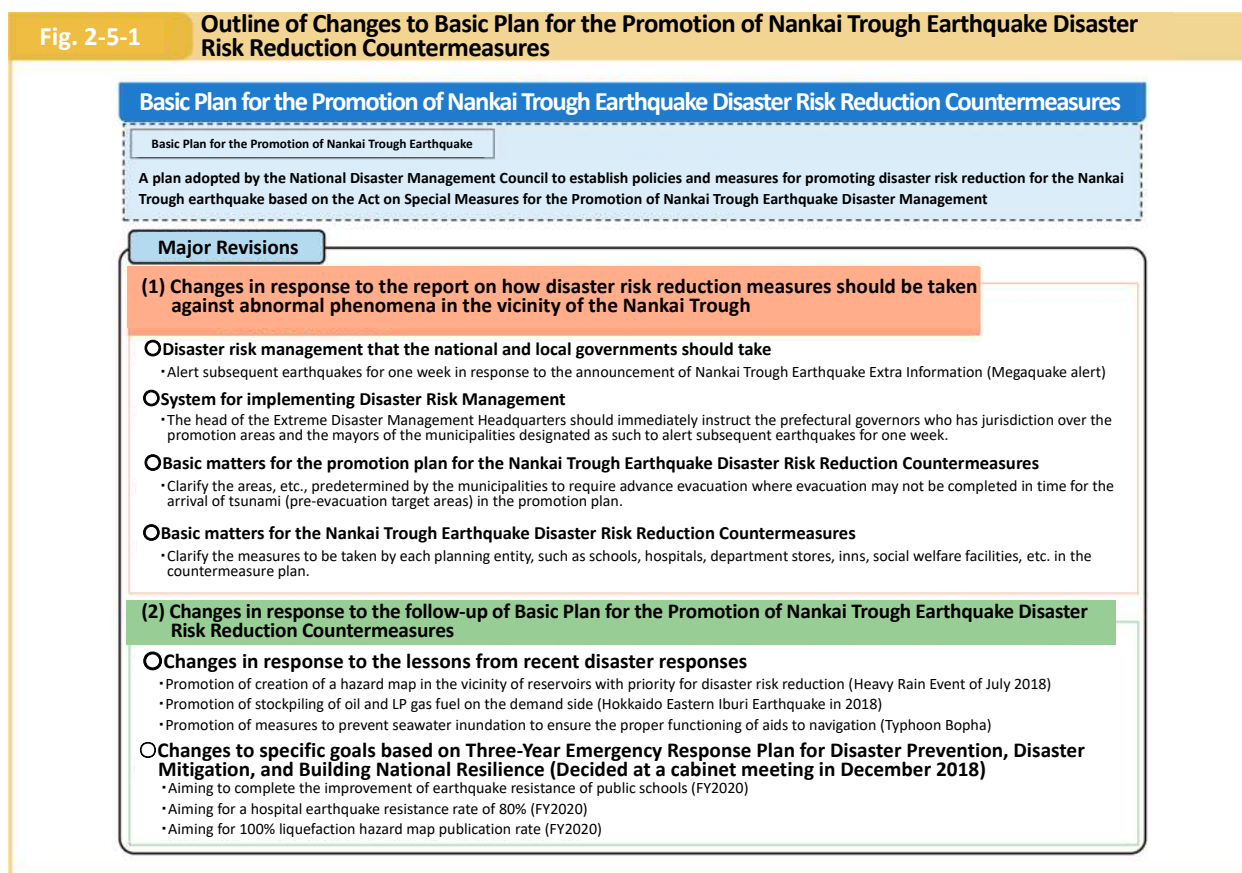 Fig. 2-5-1
Outline of Changes to Basic Plan for the Promotion of Nankai Trough Earthquake Disaster
Risk Reduction Countermeasures
Basic Plan for the Promotion of Nankai Trough Earthquake Disaster Risk Reduction Countermeasures
Basic Plan for the Promotion of Nankai Trough Earthquake
A plan adopted by the National Disaster Management Council to establish policies and measures for promoting disaster risk reduction for the Nankai
Trough earthquake based on the Act on Special Measures for the Promotion of Nankai Trough Earthquake Disaster Management
Major Revisions
(1) Changes in response to the report on how disaster risk reduction measures should be taken
against abnormal phenomena in the vicinity of the Nankai Trough
○Disaster risk management that the national and local governments should take
・Alert subsequent earthquakes for one week in response to the announcement of Nankai Trough Earthquake Extra Information (Megaquake alert)
○System for implementing Disaster Risk Management
・The head of the Extreme Disaster Management Headquarters should immediately instruct the prefectural governors who has jurisdiction over the
promotion areas and the mayors of the municipalities designated as such to alert subsequent earthquakes for one week.
○Basic matters for the promotion plan for the Nankai Trough Earthquake Disaster Risk Reduction Countermeasures
・Clarify the areas, etc., predetermined by the municipalities to require advance evacuation where evacuation may not be completed in time for the
arrival of tsunami (pre-evacuation target areas) in the promotion plan.
○Basic matters for the Nankai Trough Earthquake Disaster Risk Reduction Countermeasures
・Clarify the measures to be taken by each planning entity, such as schools, hospitals, department stores, inns, social welfare facilities, etc. in the
countermeasure plan.
(2) Changes in response to the follow-up of Basic Plan for the Promotion of Nankai Trough Earthquake Disaster
Risk Reduction Countermeasures
○Changes in response to the lessons from recent disaster responses
・Promotion of creation of a hazard map in the vicinity of reservoirs with priority for disaster risk reduction (Heavy Rain Event of July 2018)
・Promotion of stockpiling of oil and LP gas fuel on the demand side (Hokkaido Eastern Iburi Earthquake in 2018)
・Promotion of measures to prevent seawater inundation to ensure the proper functioning of aids to navigation (Typhoon Bopha)
○Changes to specific goals based on Three-Year Emergency Response Plan for Disaster Prevention, Disaster
Mitigation, and Building National Resilience (Decided at a cabinet meeting in December 2018)
・Aiming to complete the improvement of earthquake resistance of public schools (FY2020)
・Aiming for a hospital earthquake resistance rate of 80% (FY2020)
・Aiming for 100% liquefaction hazard map publication rate (FY2020)